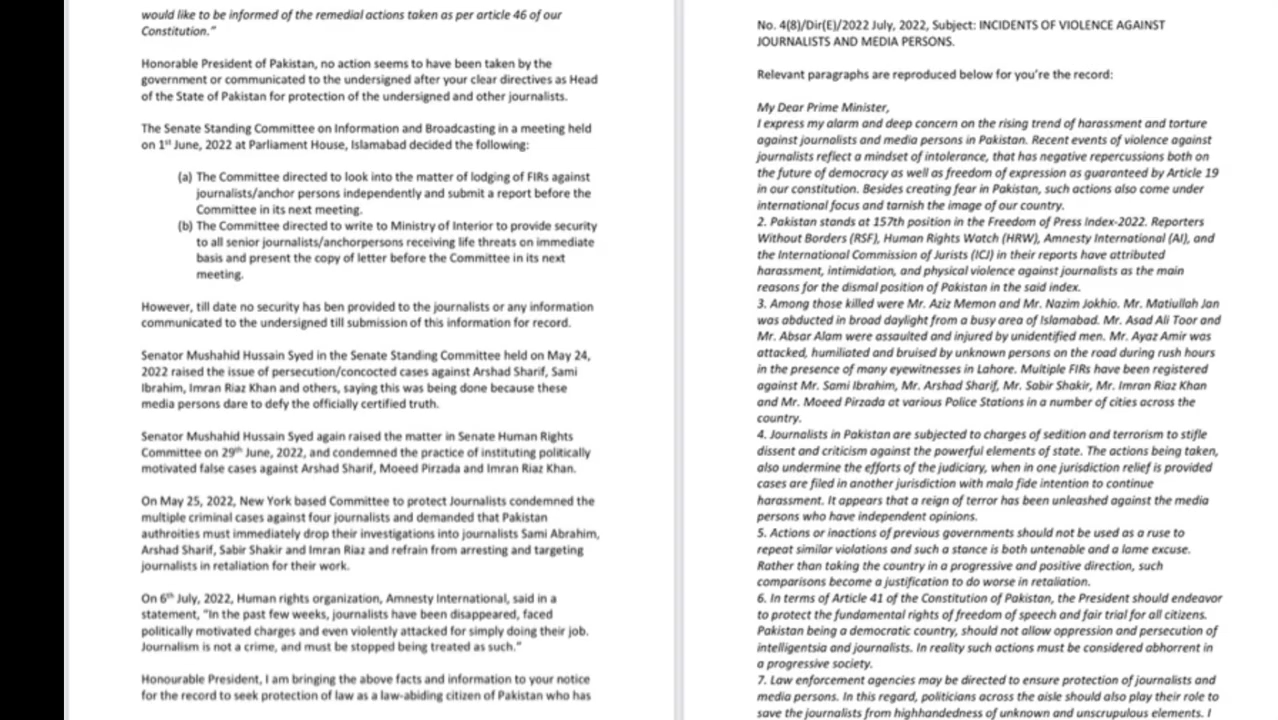 would like to be informed of the remedial actions taken as per article 46 of our
Constitution.”
Honorable President of Pakistan, no action seems to have been taken by the
government or communicated to the undersigned after your clear directives as Head
of the State of Pakistan for protection of the undersigned and other journalists.
The Senate Standing Committee on Information and Broadcasting in a meeting held
on 1st June, 2022 at Parliament House, Islamabad decided the following:
(a) The Committee directed to look into the matter of lodging of FIRs against
journalists/anchor persons independently and submit a report before the
Committee in its next meeting.
(b) The Committee directed to write to Ministry of Interior to provide security
to all senior journalists/anchorpersons receiving life threats on immediate
basis and present the copy of letter before the Committee in its next
meeting.
However, till date no security has ben provided to the journalists or any information
communicated to the undersigned till submission of this information for record.
Senator Mushahid Hussain Syed in the Senate Standing Committee held on May 24,
2022 raised the issue of persecution/concocted cases against Arshad Sharif, Sami
Ibrahim, Imran Riaz Khan and others, saying this was being done because these
media persons dare to defy the officially certified truth.
Senator Mushahid Hussain Syed again raised the matter in Senate Human Rights
Committee on 29th June, 2022, and condemned the practice of instituting politically
motivated false cases against Arshad Sharif, Moeed Pirzada and Imran Riaz Khan.
On May 25, 2022, New York based Committee to protect Journalists condemned the
multiple criminal cases against four journalists and demanded that Pakistan
authroities must immediately drop their investigations into journalists Sami Abrahim,
Arshad Sharif, Sabir Shakir and Imran Riaz and refrain from arresting and targeting
journalists in retaliation for their work.
On 6th July, 2022, Human rights organization, Amnesty International, said in a
statement, “In the past few weeks, journalists have been disappeared, faced
politically motivated charges and even violently attacked for simply doing their job.
Journalism is not a crime, and must be stopped being treated as such.”
Honourable President, I am bringing the above facts and information to your notice
for the record to seek protection of law as a law-abiding citizen of Pakistan who has
No. 4(8)/Dir(E)/2022 July, 2022, Subject: INCIDENTS OF VIOLENCE AGAINST
JOURNALISTS AND MEDIA PERSONS.
Relevant paragraphs are reproduced below for you’re the record:
My Dear Prime Minister,
I express my alarm and deep concern on the rising trend of harassment and torture
against journalists and media persons in Pakistan. Recent events of violence against
journalists reflect a mindset of intolerance, that has negative repercussions both on
the future of democracy as well as freedom of expression as guaranteed by Article 19
in our constitution. Besides creating fear in Pakistan, such actions also come under
international focus and tarnish the image of our country.
2. Pakistan stands at 157th position in the Freedom of Press Index-2022. Reporters
Without Borders (RSF), Human Rights Watch (HRW), Amnesty International (AI), and
the International Commission of Jurists (ICJ) in their reports have attributed
harassment, intimidation, and physical violence against journalists as the main
reasons for the dismal position of Pakistan in the said index.
3. Among those killed were Mr. Aziz Memon and Mr. Nazim Jokhio. Mr. Matiullah Jan
was abducted in broad daylight from a busy area of Islamabad. Mr. Asad Ali Toor and
Mr. Absar Alam were assaulted and injured by unidentified men. Mr. Ayaz Amir was
attacked, humiliated and bruised by unknown persons on the road during rush hours
in the presence of many eyewitnesses in Lahore. Multiple FIRs have been registered
against Mr. Sami Ibrahim, Mr. Arshad Sharif, Mr. Sabir Shakir, Mr. Imran Riaz Khan
and Mr. Moeed Pirzada at various Police Stations in a number of cities across the
country.
4. Journalists in Pakistan are subjected to charges of sedition and terrorism to stifle
dissent and criticism against the powerful elements of state. The actions being taken,
also undermine the efforts of the judiciary, when in one jurisdiction relief is provided
cases are filed in another jurisdiction with mala fide intention to continue
harassment. It appears that a reign of terror has been unleashed against the media
persons who have independent opinions.
5. Actions or inactions of previous governments should not be used as a ruse to
repeat similar violations and such a stance is both untenable and a lame excuse.
Rather than taking the country in a progressive and positive direction, such
comparisons become a justification to do worse in retaliation.
6. In terms of Article 41 of the Constitution of Pakistan, the President should endeavor
to protect the fundamental rights of freedom of speech and fair trial for all citizens.
Pakistan being a democratic country, should not allow oppression and persecution of
intelligentsia and journalists. In reality such actions must be considered abhorrent in
a progressive society.
7. Law enforcement agencies may be directed to ensure protection of journalists and
media persons. In this regard, politicians across the aisle should also play their role to
save the journalists from highhandedness of unknown and unscrupulous elements. I